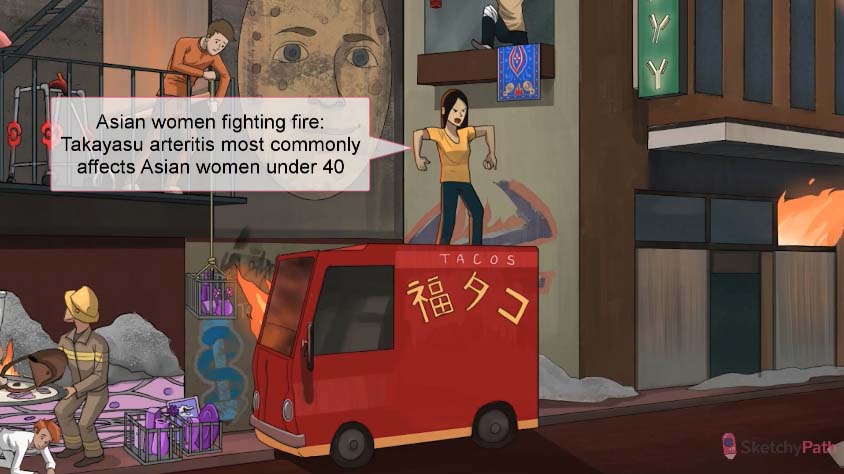 Asian women fighting fire:
Takayasu arteritis most commonly
affects Asian women under 40
TACOS
福タコ
SketchyPath